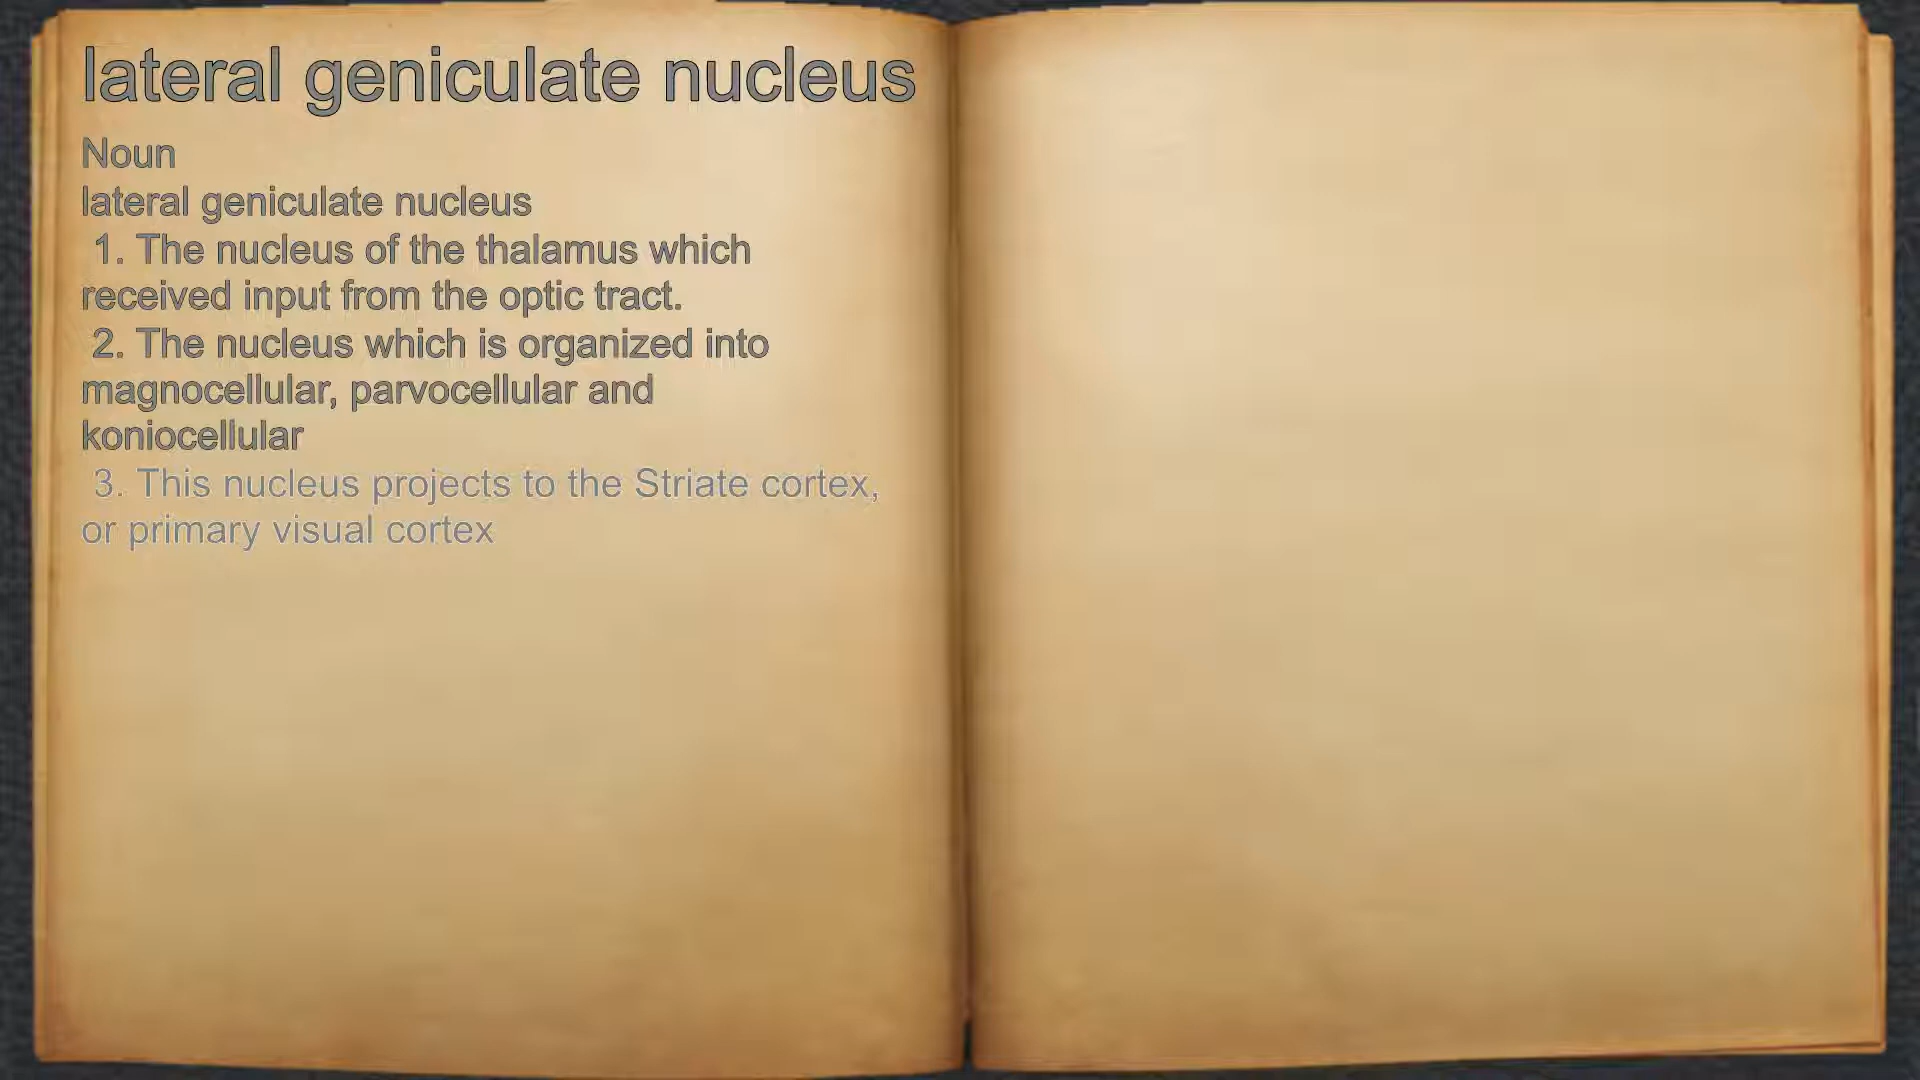 lateral geniculate nucleus
Noun
lateral geniculate nucleus
1. The nucleus of the thalamus which
received input from the optic tract.
2. The nucleus which is organized into
magnocellular, parvocellular and
koniocellular
3. This nucleus projects to the Striate cortex,
or primary visual cortex